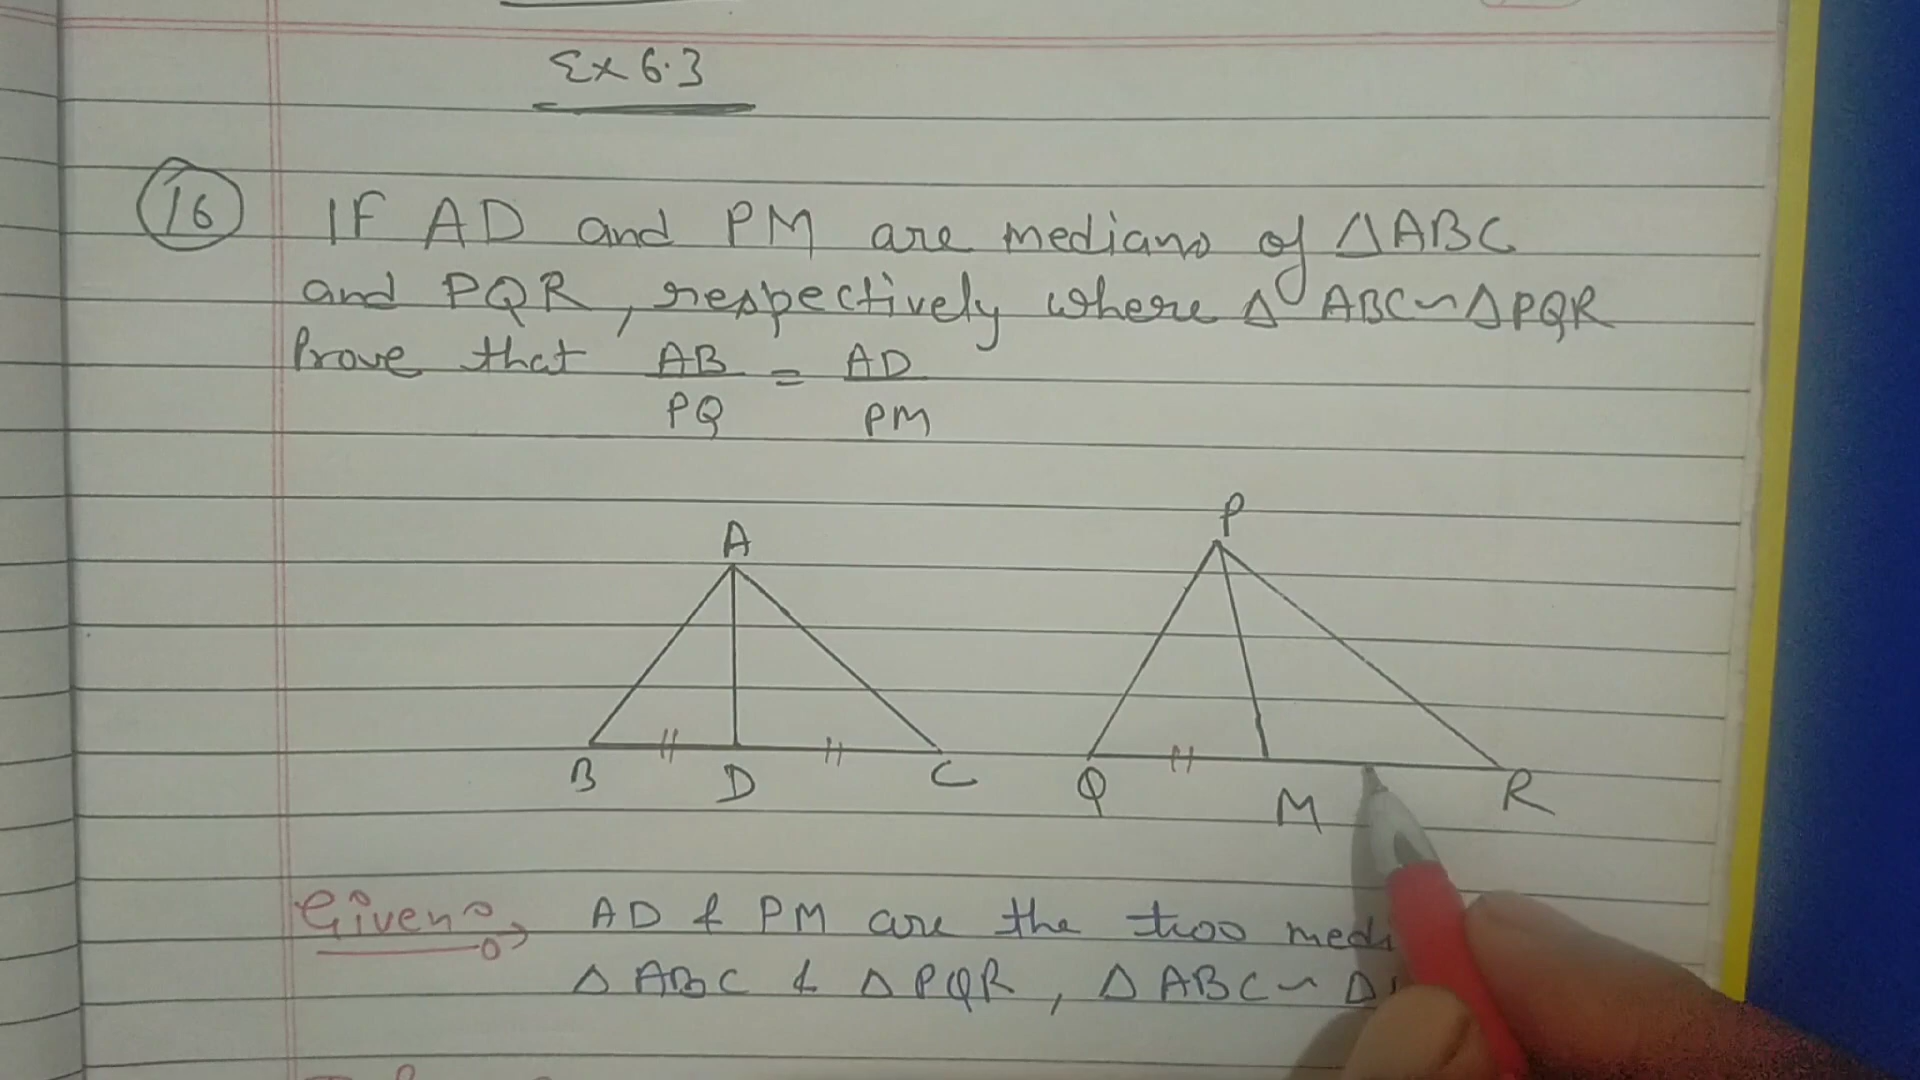 Ex 6.3
16 IF AD and PM are medians of △ABC
and PQR, respectively where △ ABC ~ △PQR
Prove that AB/PQ = AD/PM
A
P
B D C
Q M R
Given:→ AD & PM are the two medi
△ ABC & △ PQR, △ ABC ~ △